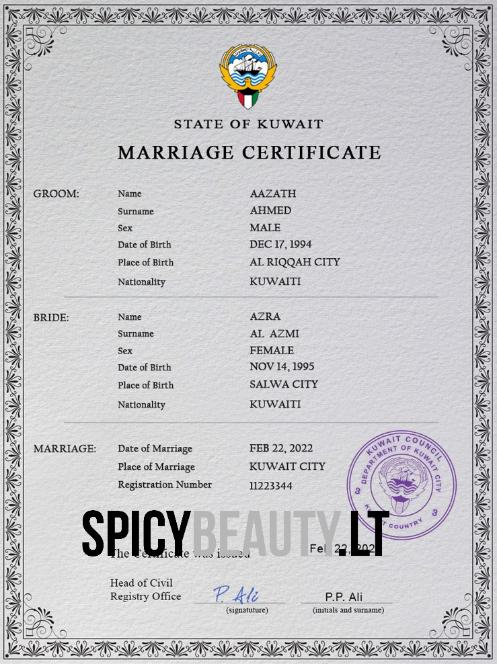 STATE OF KUWAIT
MARRIAGE CERTIFICATE
GROOM: Name AAZATH
Surname AHMED
Sex MALE
Date of Birth DEC 17, 1994
Place of Birth AL RIQQAH CITY
Nationality KUWAITI
BRIDE: Name AZRA
Surname AL AZMI
Sex FEMALE
Date of Birth NOV 14, 1995
Place of Birth SALWA CITY
Nationality KUWAITI
MARRIAGE: Date of Marriage FEB 22, 2022
Place of Marriage KUWAIT CITY
Registration Number 11223344
KUWAIT COUNCIL
DEPARTMENT OF KUWAIT CITY
COUNTRY
SPICYBEAUTY.LT
The Certificate was issued Feb 22, 202
Head of Civil
Registry Office P. Ali P.P. Ali
(signatuture) (initials and surname)